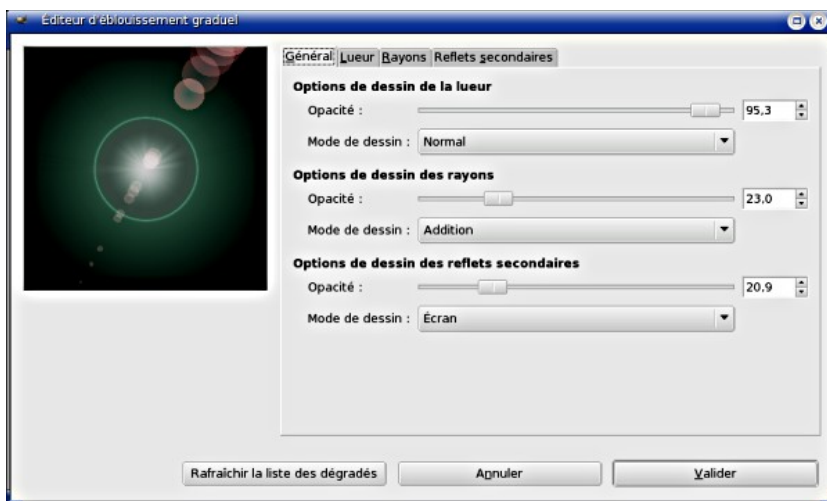 Éditeur d'éblouissement graduel
Général Lueur Rayons Reflets secondaires
Options de dessin de la lueur
Opacité : 95,3
Mode de dessin : Normal
Options de dessin des rayons
Opacité : 23,0
Mode de dessin : Addition
Options de dessin des reflets secondaires
Opacité : 20,9
Mode de dessin : Écran
Rafraîchir la liste des dégradés Annuler Valider